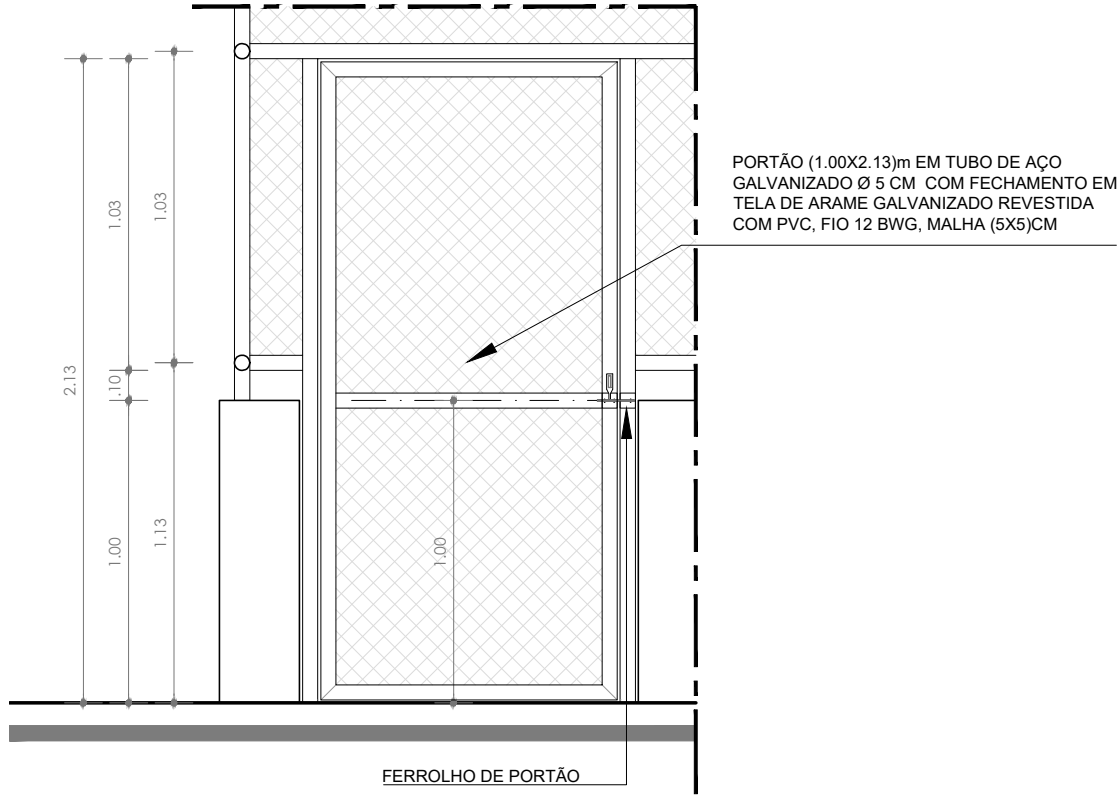 PORTÃO (1.00X2.13)m EM TUBO DE AÇO
GALVANIZADO Ø 5 CM COM FECHAMENTO EM
TELA DE ARAME GALVANIZADO REVESTIDA
COM PVC, FIO 12 BWG, MALHA (5X5)CM
2.13
1.03
.10
1.00
1.03
1.13
1.00
FERROLHO DE PORTÃO